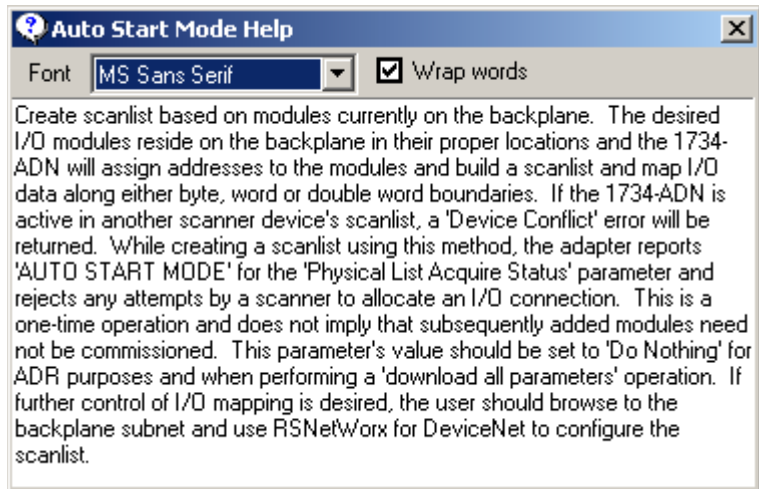 Auto Start Mode Help
Font MS Sans Serif Wrap words
Create scanlist based on modules currently on the backplane.  The desired
I/O modules reside on the backplane in their proper locations and the 1734-
ADN will assign addresses to the modules and build a scanlist and map I/O
data along either byte, word or double word boundaries.  If the 1734-ADN is
active in another scanner device's scanlist, a 'Device Conflict' error will be
returned.  While creating a scanlist using this method, the adapter reports
'AUTO START MODE' for the 'Physical List Acquire Status' parameter and
rejects any attempts by a scanner to allocate an I/O connection.  This is a
one-time operation and does not imply that subsequently added modules need
not be commissioned.  This parameter's value should be set to 'Do Nothing' for
ADR purposes and when performing a 'download all parameters' operation.  If
further control of I/O mapping is desired, the user should browse to the
backplane subnet and use RSNetWorx for DeviceNet to configure the
scanlist.